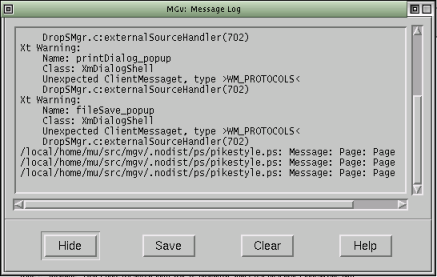 MGv: Message Log
DropSMgr.c:externalSourceHandler(702)
Xt Warning:
Name: printDialog_popup
Class: XmDialogShell
Unexpected ClientMessaget, type >WM_PROTOCOLS<
DropSMgr.c:externalSourceHandler(702)
Xt Warning:
Name: fileSave_popup
Class: XmDialogShell
Unexpected ClientMessaget, type >WM_PROTOCOLS<
DropSMgr.c:externalSourceHandler(702)
/local/home/mu/src/mgv/.nodist/ps/pikestyle.ps: Message: Page: Page
/local/home/mu/src/mgv/.nodist/ps/pikestyle.ps: Message: Page: Page
/local/home/mu/src/mgv/.nodist/ps/pikestyle.ps: Message: Page: Page
Hide Save Clear Help